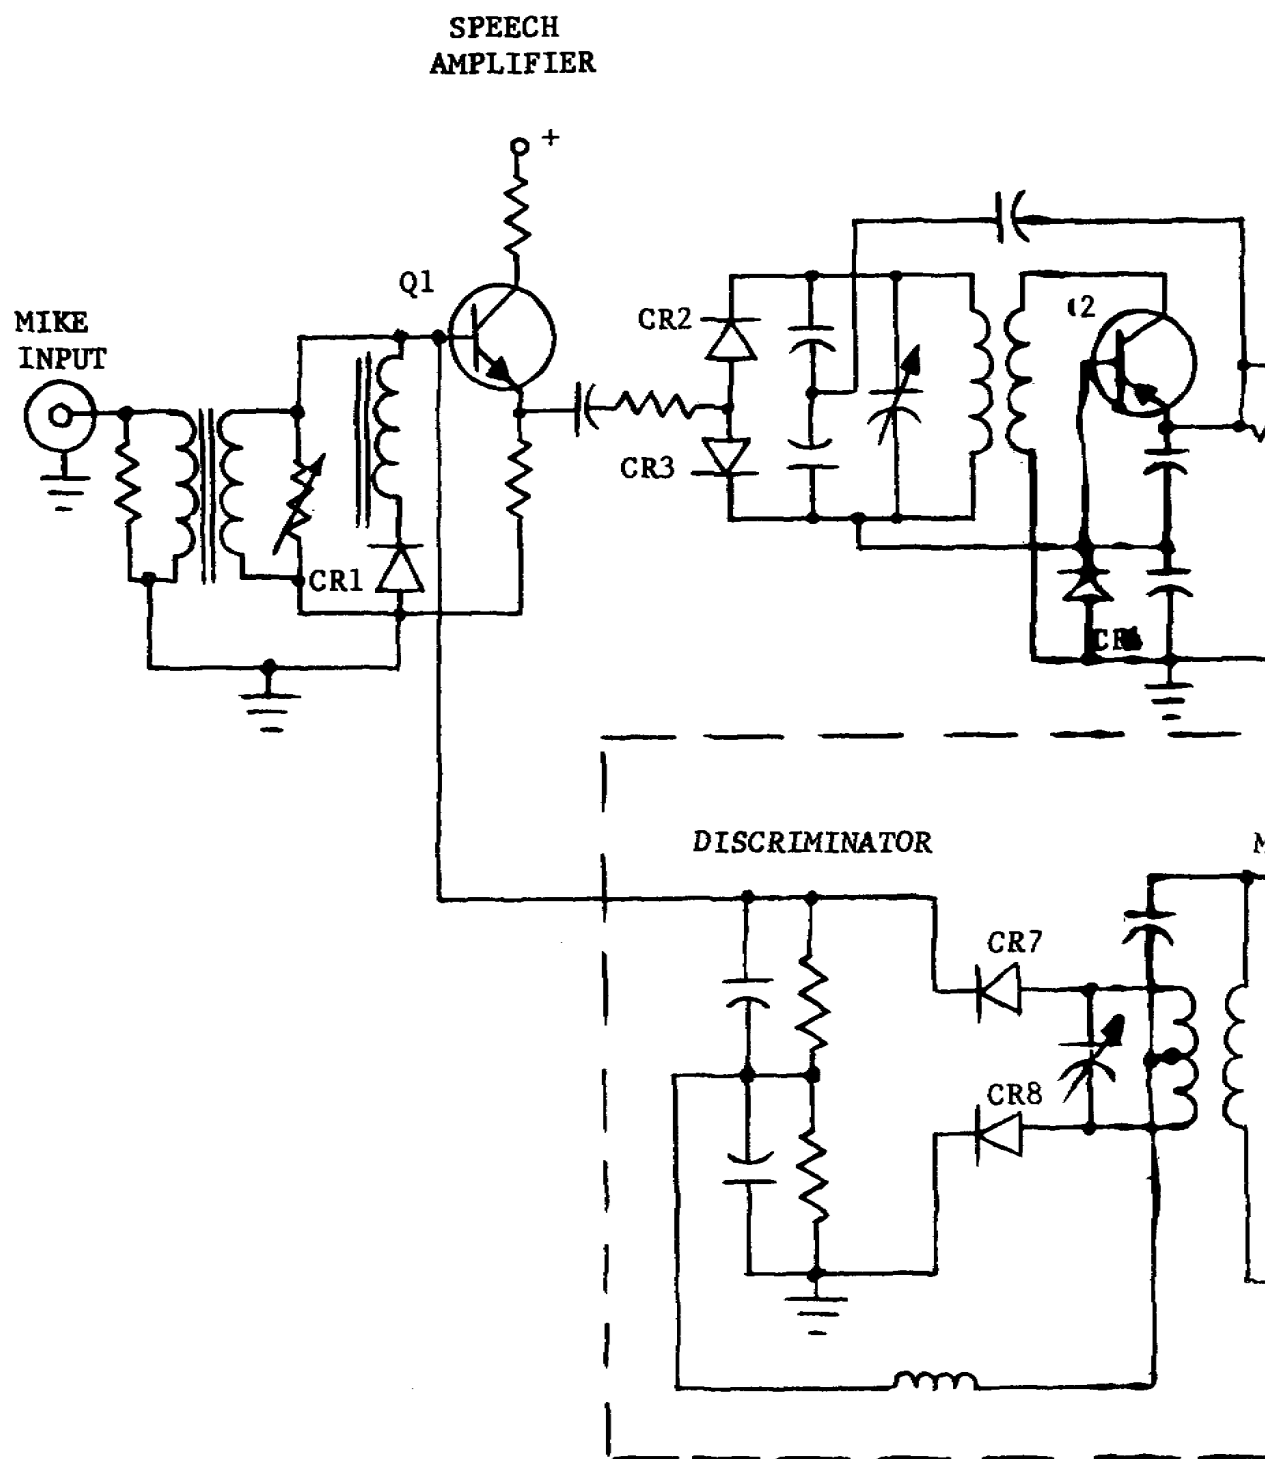 SPEECH
AMPLIFIER
+
Q1
MIKE
INPUT
CR2
CR3
CR1
DISCRIMINATOR
CR7
CR8